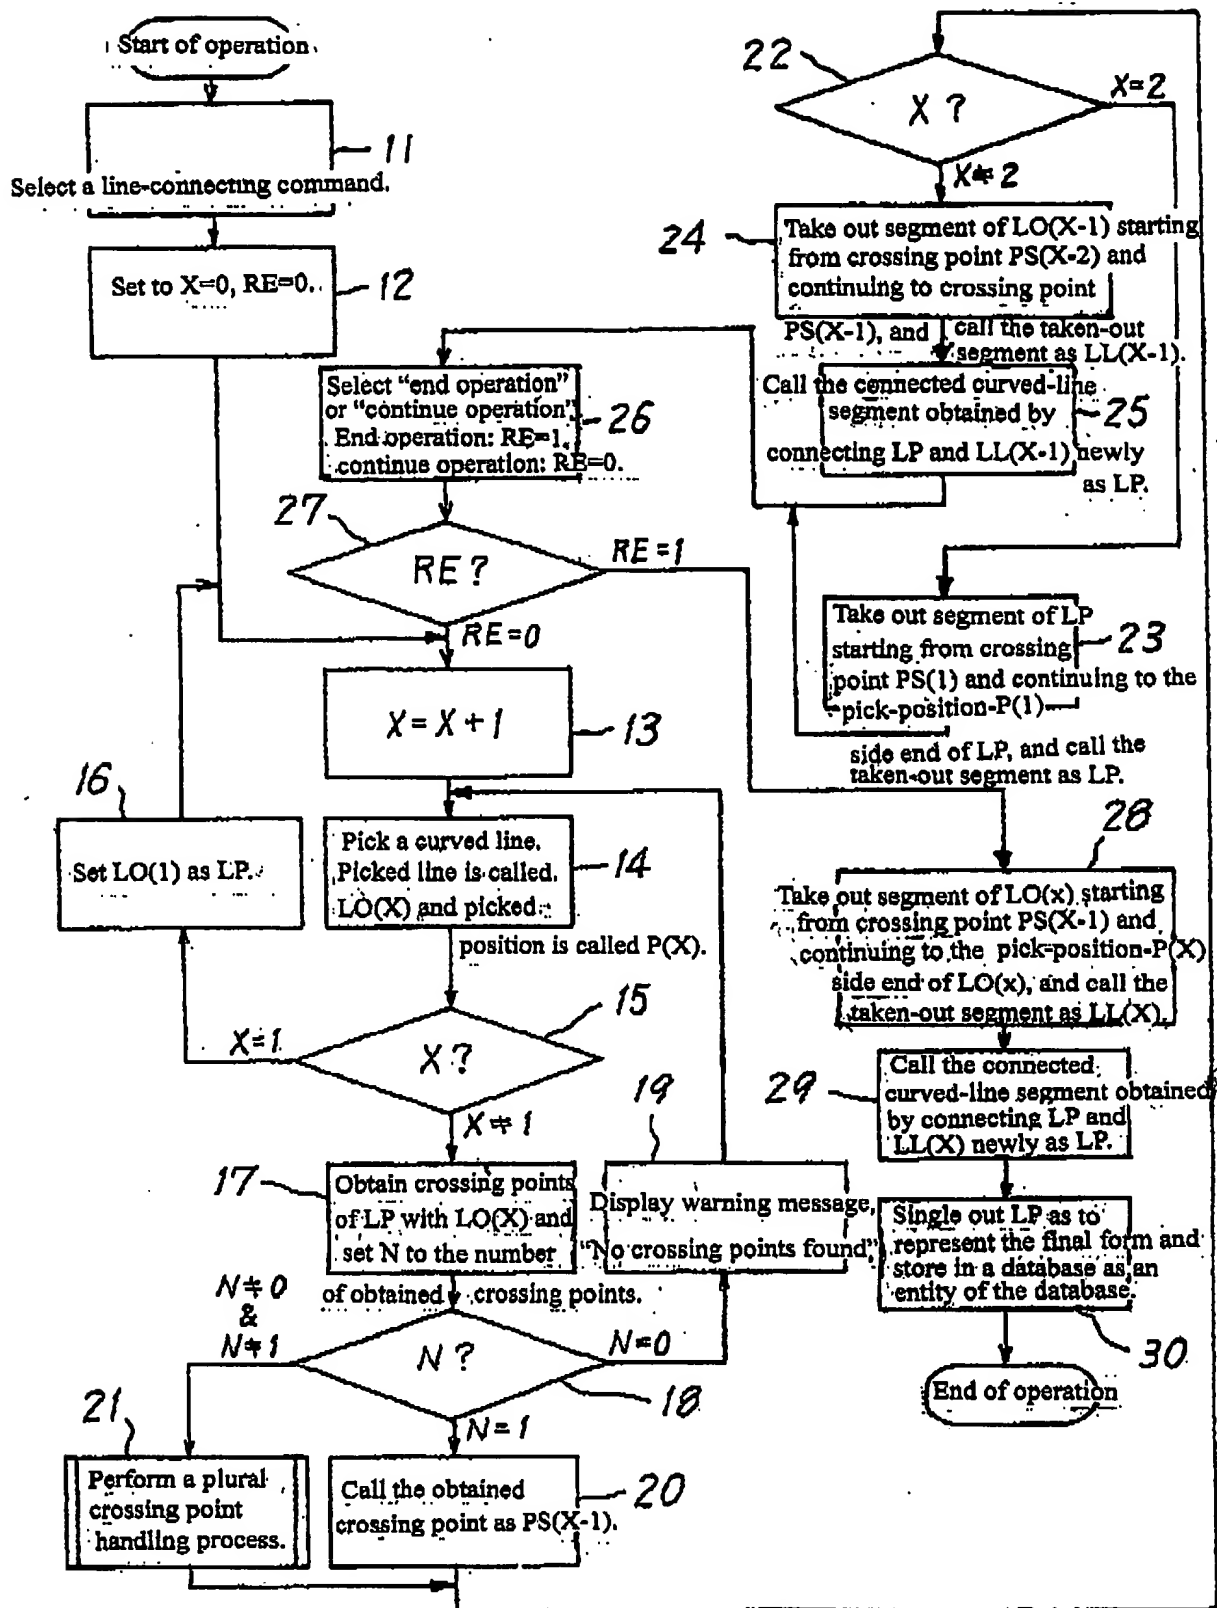 Start of operation
11
Select a line-connecting command.
Set to X=0, RE=0.
12
Select "end operation"
or "continue operation"
End operation: RE=1,
continue operation: RE=0.
26
27
RE?
RE=1
RE=0
X=X+1
13
16
Set LO(1) as LP.
Pick a curved line.
Picked line is called.
LO(X) and picked
position is called P(X).
14
15
X?
X=1
X≠1
17
Obtain crossing points
of LP with LO(X) and
set N to the number
of obtained crossing points.
19
Display warning message,
"No crossing points found"
N≠0
&
N≠1
N?
N=0
18
N=1
21
Perform a plural
crossing point
handling process.
Call the obtained
crossing point as PS(X-1).
20
22
X?
X=2
X≠2
24
Take out segment of LO(X-1) starting
from crossing point PS(X-2) and
continuing to crossing point
PS(X-1), and call the taken-out
segment as LL(X-1).
Call the connected curved-line
segment obtained by
connecting LP and LL(X-1) newly
as LP.
25
Take out segment of LP
starting from crossing
point PS(1) and continuing to the
pick-position-P(1)
side end of LP, and call the
taken-out segment as LP.
23
28
Take out segment of LO(x) starting
from crossing point PS(X-1) and
continuing to the pick-position-P(X)
side end of LO(x), and call the
taken-out segment as LL(X).
29
Call the connected
curved-line segment obtained
by connecting LP and
LL(X) newly as LP.
Single out LP as to
represent the final form and
store in a database as an
entity of the database.
30
End of operation